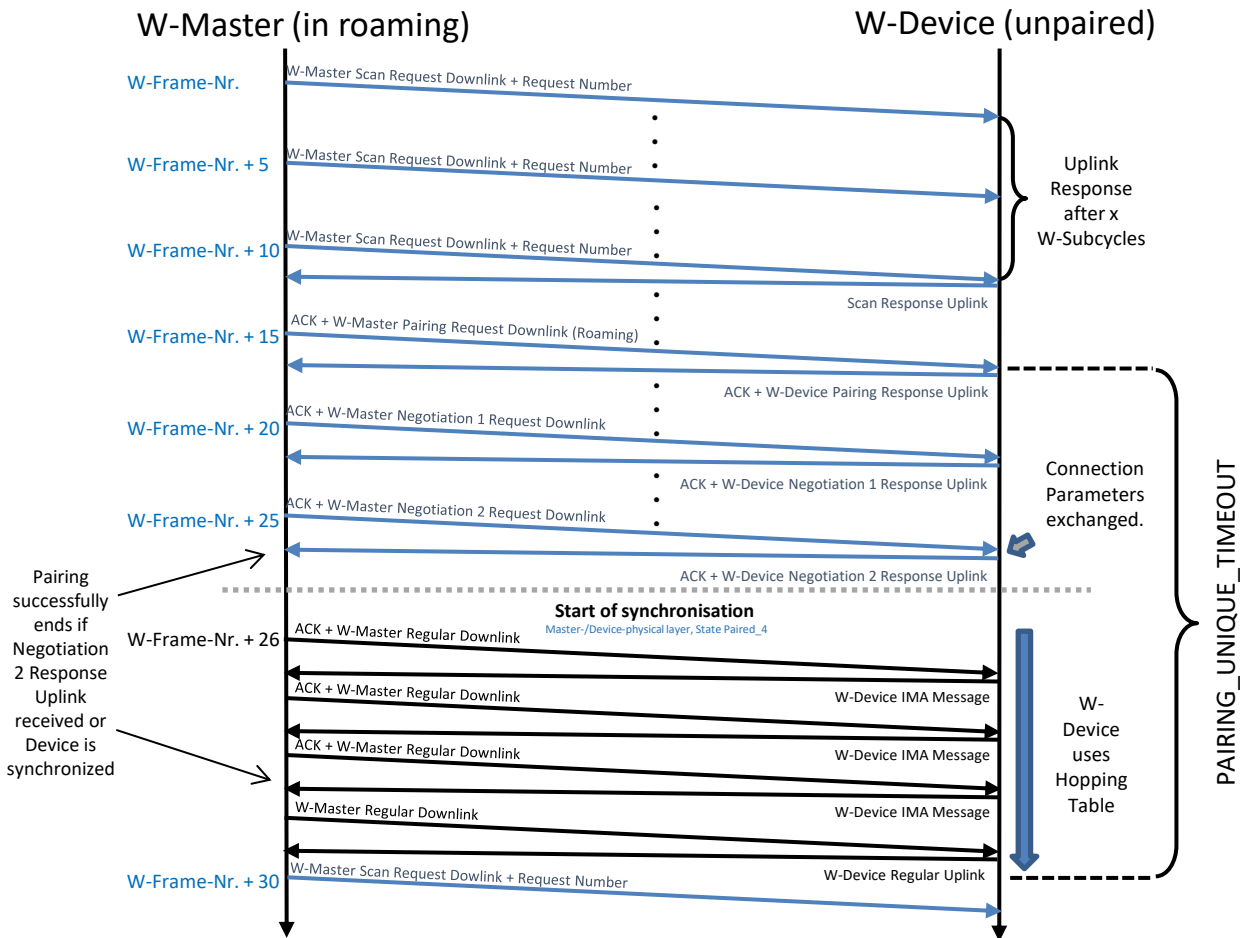 W-Master (in roaming)
W-Device (unpaired)
W-Frame-Nr.
W-Master Scan Request Downlink + Request Number
W-Frame-Nr. + 5
W-Master Scan Request Downlink + Request Number
Uplink
Response
after x
W-Subcycles
W-Frame-Nr. + 10
W-Master Scan Request Downlink + Request Number
Scan Response Uplink
W-Frame-Nr. + 15
ACK + W-Master Pairing Request Downlink (Roaming)
ACK + W-Device Pairing Response Uplink
W-Frame-Nr. + 20
ACK + W-Master Negotiation 1 Request Downlink
ACK + W-Device Negotiation 1 Response Uplink
Connection
Parameters
exchanged.
W-Frame-Nr. + 25
ACK + W-Master Negotiation 2 Request Downlink
ACK + W-Device Negotiation 2 Response Uplink
Pairing
successfully
ends if
Negotiation
2 Response
Uplink
received or
Device is
synchronized
Start of synchronisation
Master-/Device-physical layer, State Paired_4
W-Frame-Nr. + 26
ACK + W-Master Regular Downlink
W-Device IMA Message
ACK + W-Master Regular Downlink
W-Device IMA Message
ACK + W-Master Regular Downlink
W-Device IMA Message
W-Master Regular Downlink
W-Device Regular Uplink
W-
Device
uses
Hopping
Table
PAIRING_UNIQUE_TIMEOUT
W-Frame-Nr. + 30
W-Master Scan Request Dowlink + Request Number